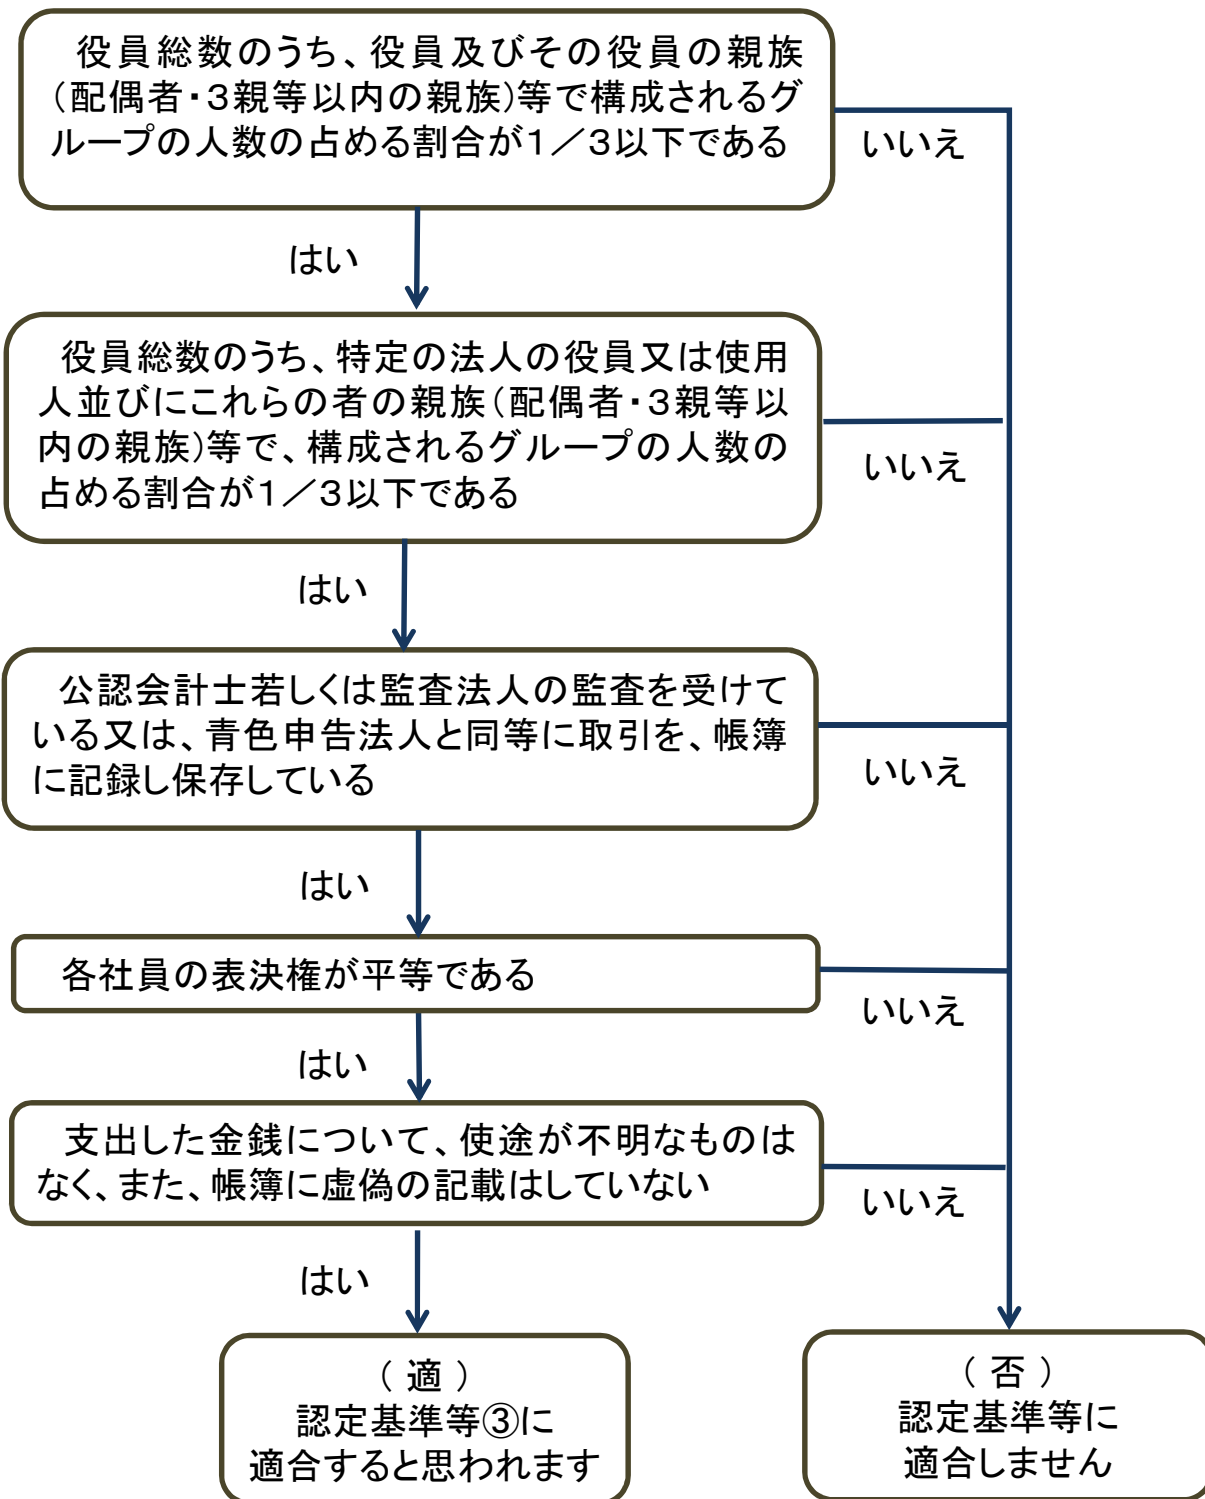 役員総数のうち、役員及びその役員の親族
（配偶者・３親等以内の親族）等で構成されるグ
ループの人数の占める割合が１／３以下である
いいえ
はい
役員総数のうち、特定の法人の役員又は使用
人並びにこれらの者の親族（配偶者・３親等以
内の親族）等で、構成されるグループの人数の
占める割合が１／３以下である
いいえ
はい
公認会計士若しくは監査法人の監査を受けて
いる又は、青色申告法人と同等に取引を、帳簿
に記録し保存している
いいえ
はい
各社員の表決権が平等である
いいえ
はい
支出した金銭について、使途が不明なものは
なく、また、帳簿に虚偽の記載はしていない
いいえ
はい
（ 適 ）
認定基準等③に
適合すると思われます
（ 否 ）
認定基準等に
適合しません